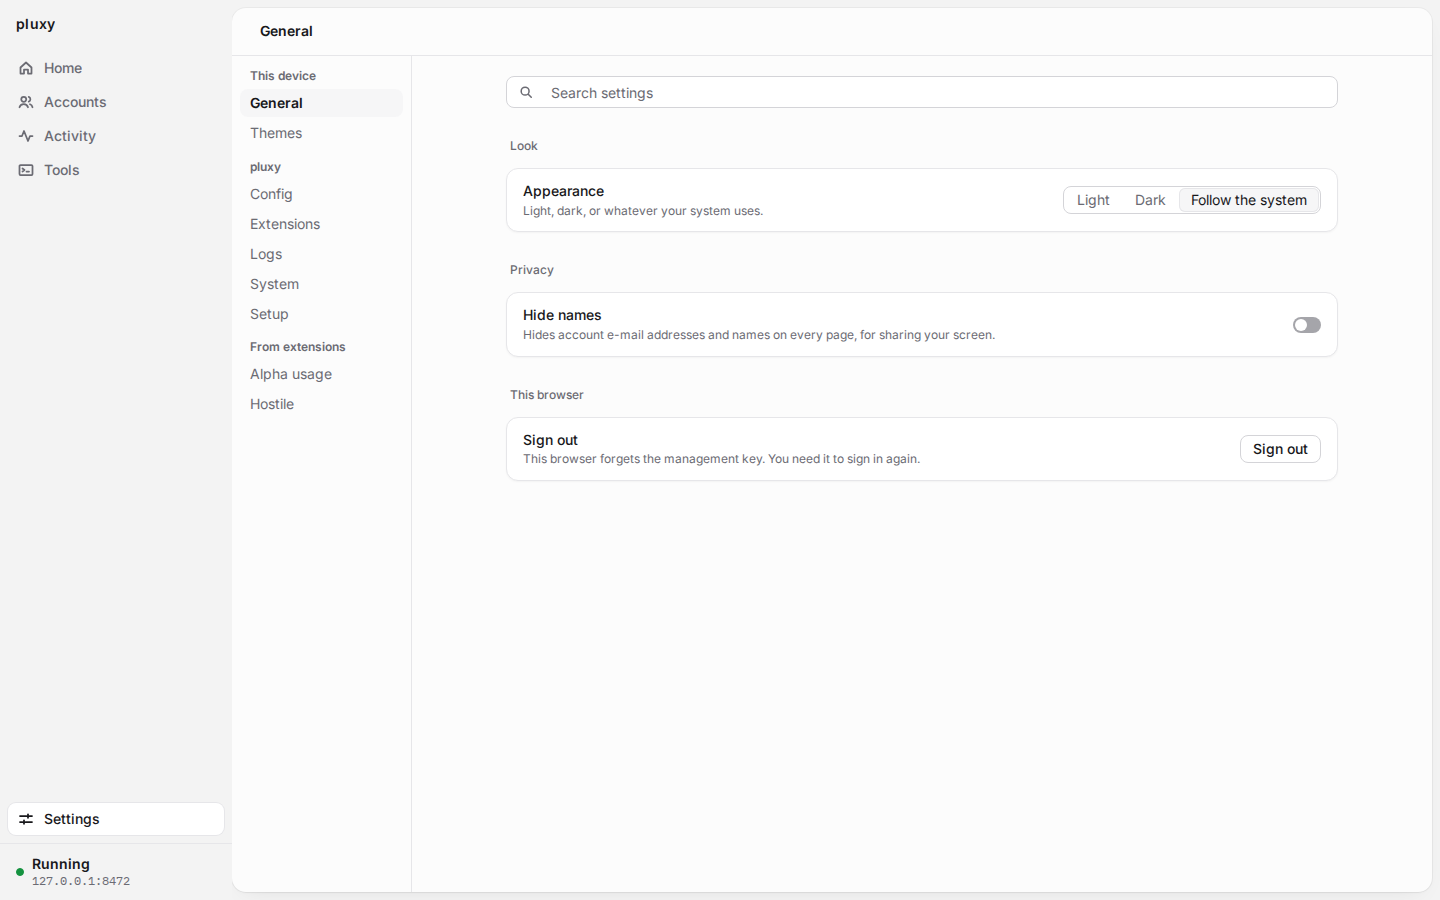 pluxy
Home
Accounts
Activity
Tools
Settings
Running
127.0.0.1:8472
General
This device
General
Themes
pluxy
Config
Extensions
Logs
System
Setup
From extensions
Alpha usage
Hostile
Search settings
Look
Appearance
Light, dark, or whatever your system uses.
Light Dark Follow the system
Privacy
Hide names
Hides account e-mail addresses and names on every page, for sharing your screen.
This browser
Sign out
This browser forgets the management key. You need it to sign in again.
Sign out